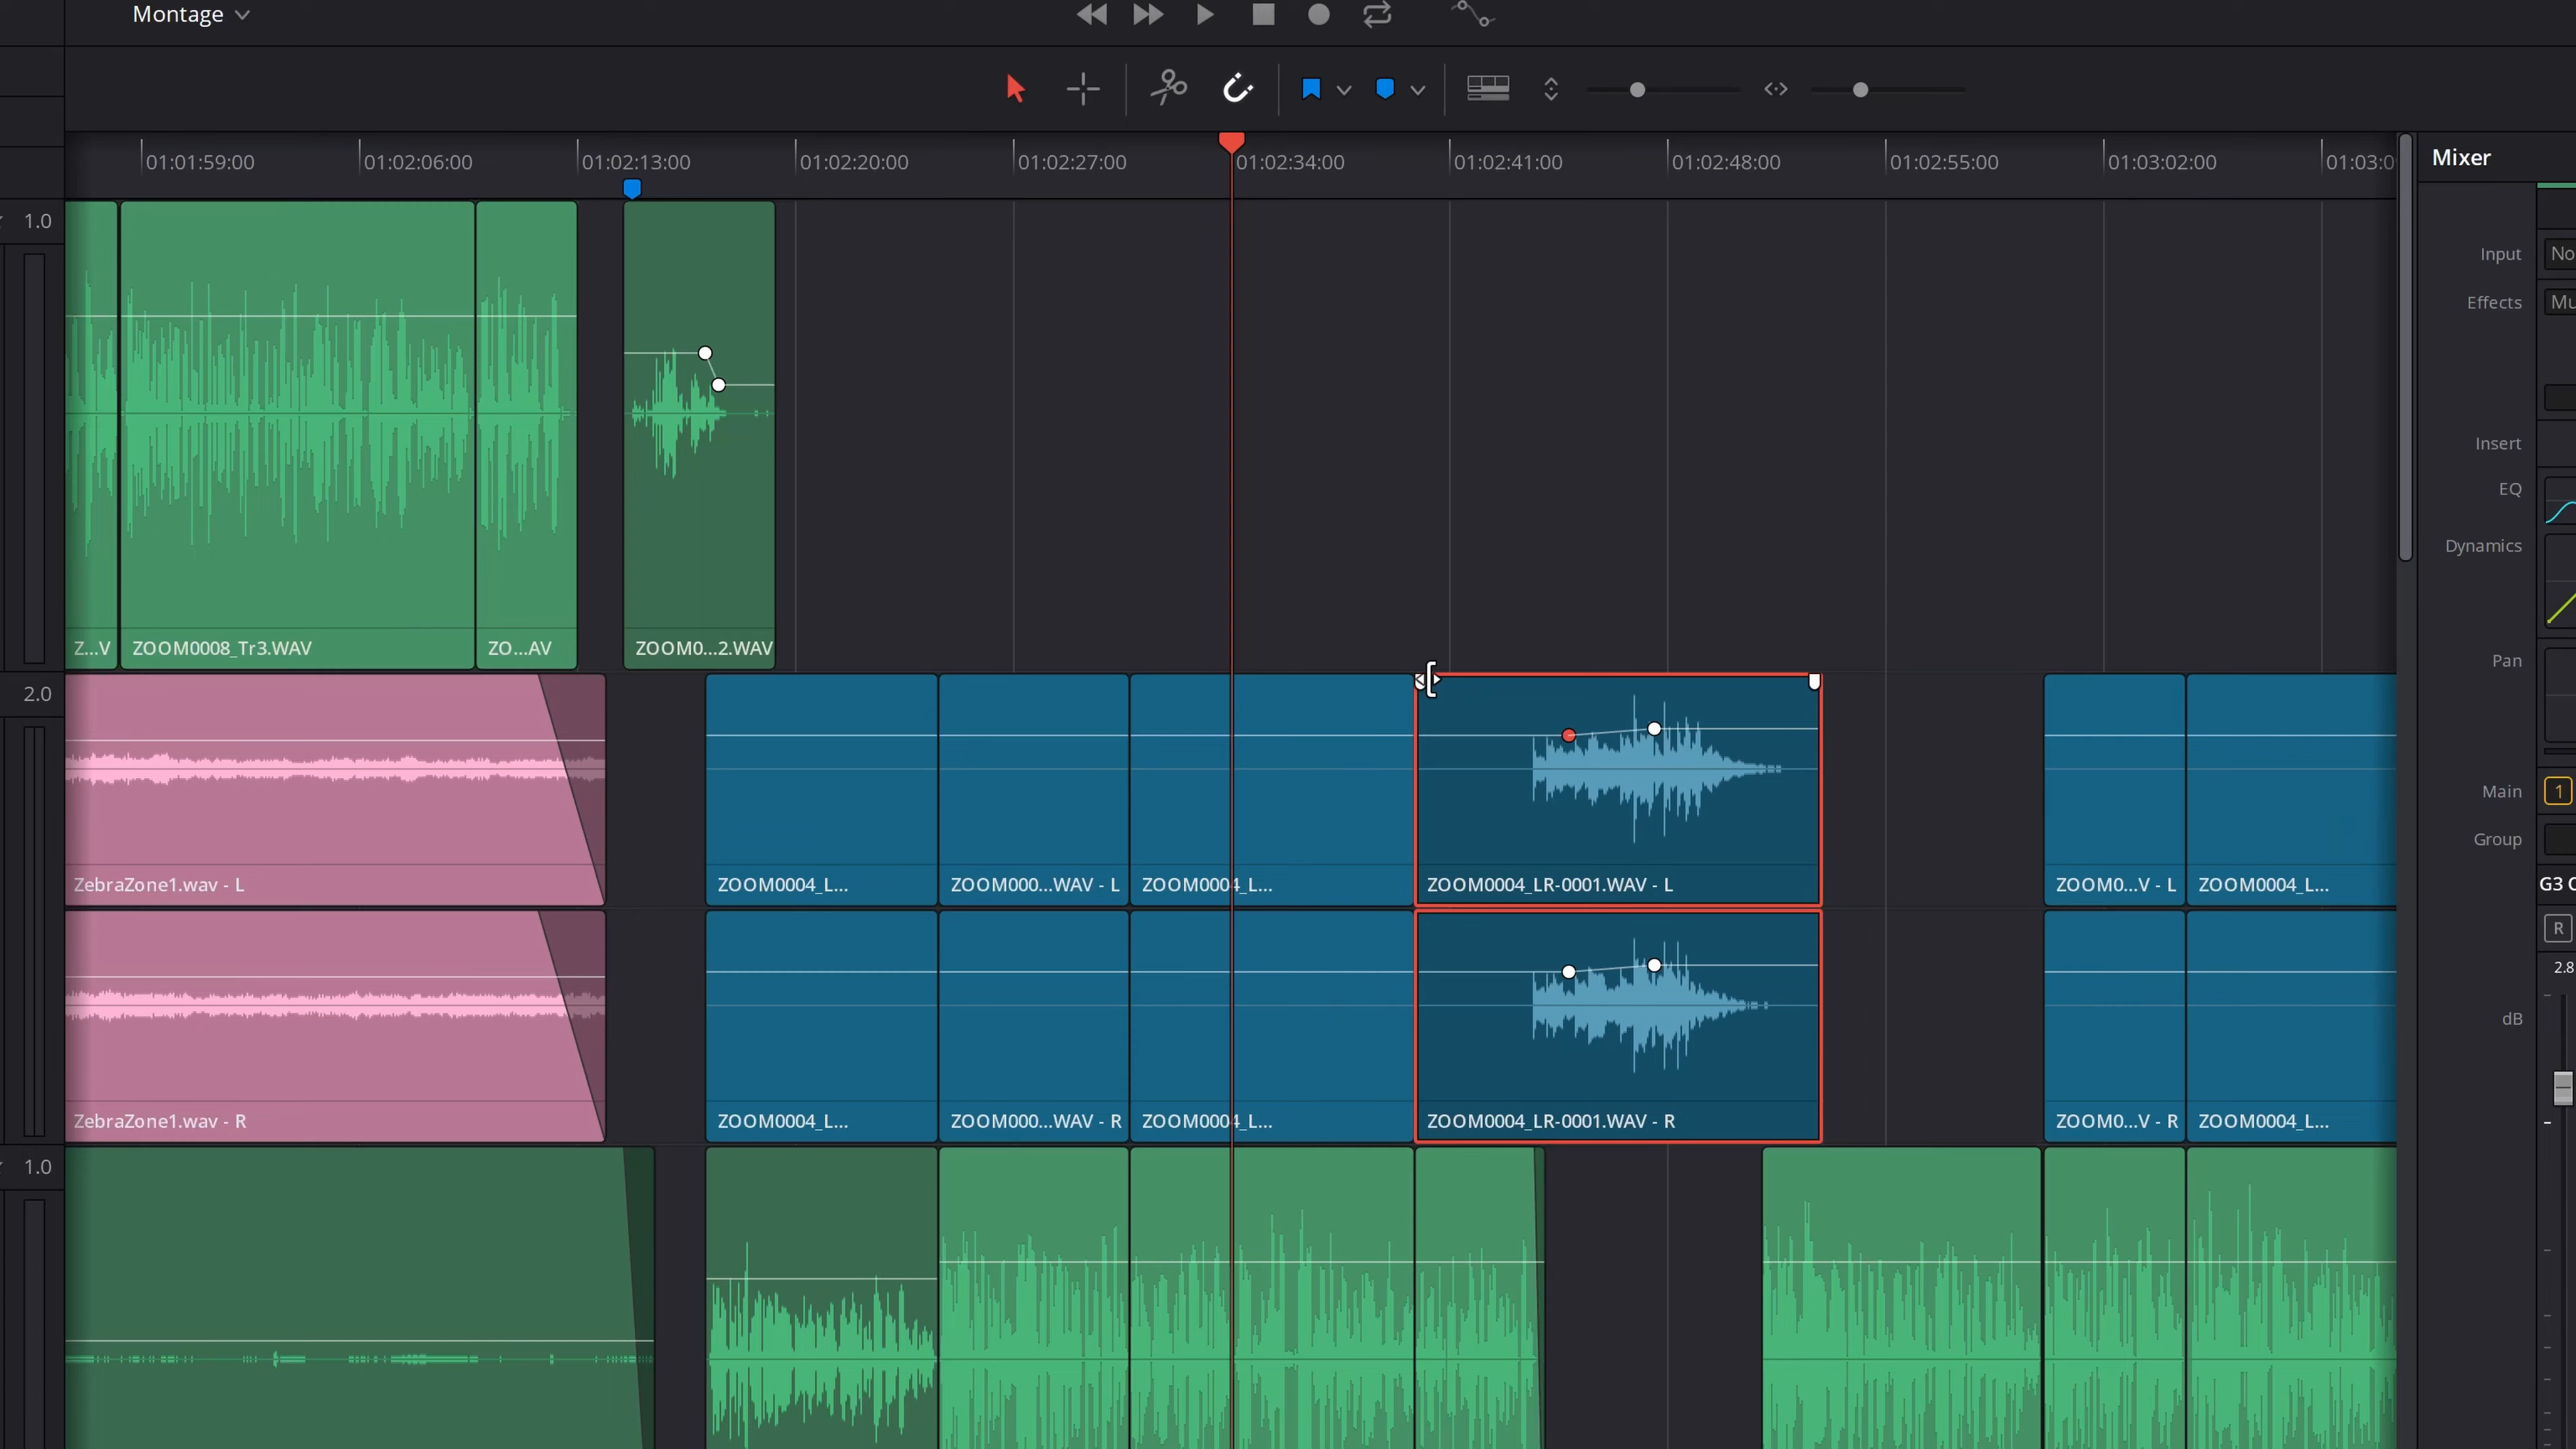 Montage
01:01:59:00 01:02:06:00 01:02:13:00 01:02:20:00 01:02:27:00 01:02:34:00 01:02:41:00 01:02:48:00 01:02:55:00 01:03:02:00 01:03:0
Mixer
1.0
Input No
Effects Mu
Insert
EQ
Dynamics
Z...V ZOOM0008_Tr3.WAV ZO...AV ZOOM0...2.WAV
Pan
2.0
Main 1
Group
ZebraZone1.wav - L ZOOM0004_L... ZOOM000...WAV - L ZOOM0004_L... ZOOM0004_LR-0001.WAV - L ZOOM0...V - L ZOOM0004_L...
G3 C
R
2.8
dB
ZebraZone1.wav - R ZOOM0004_L... ZOOM000...WAV - R ZOOM0004_L... ZOOM0004_LR-0001.WAV - R ZOOM0...V - R ZOOM0004_L...
1.0